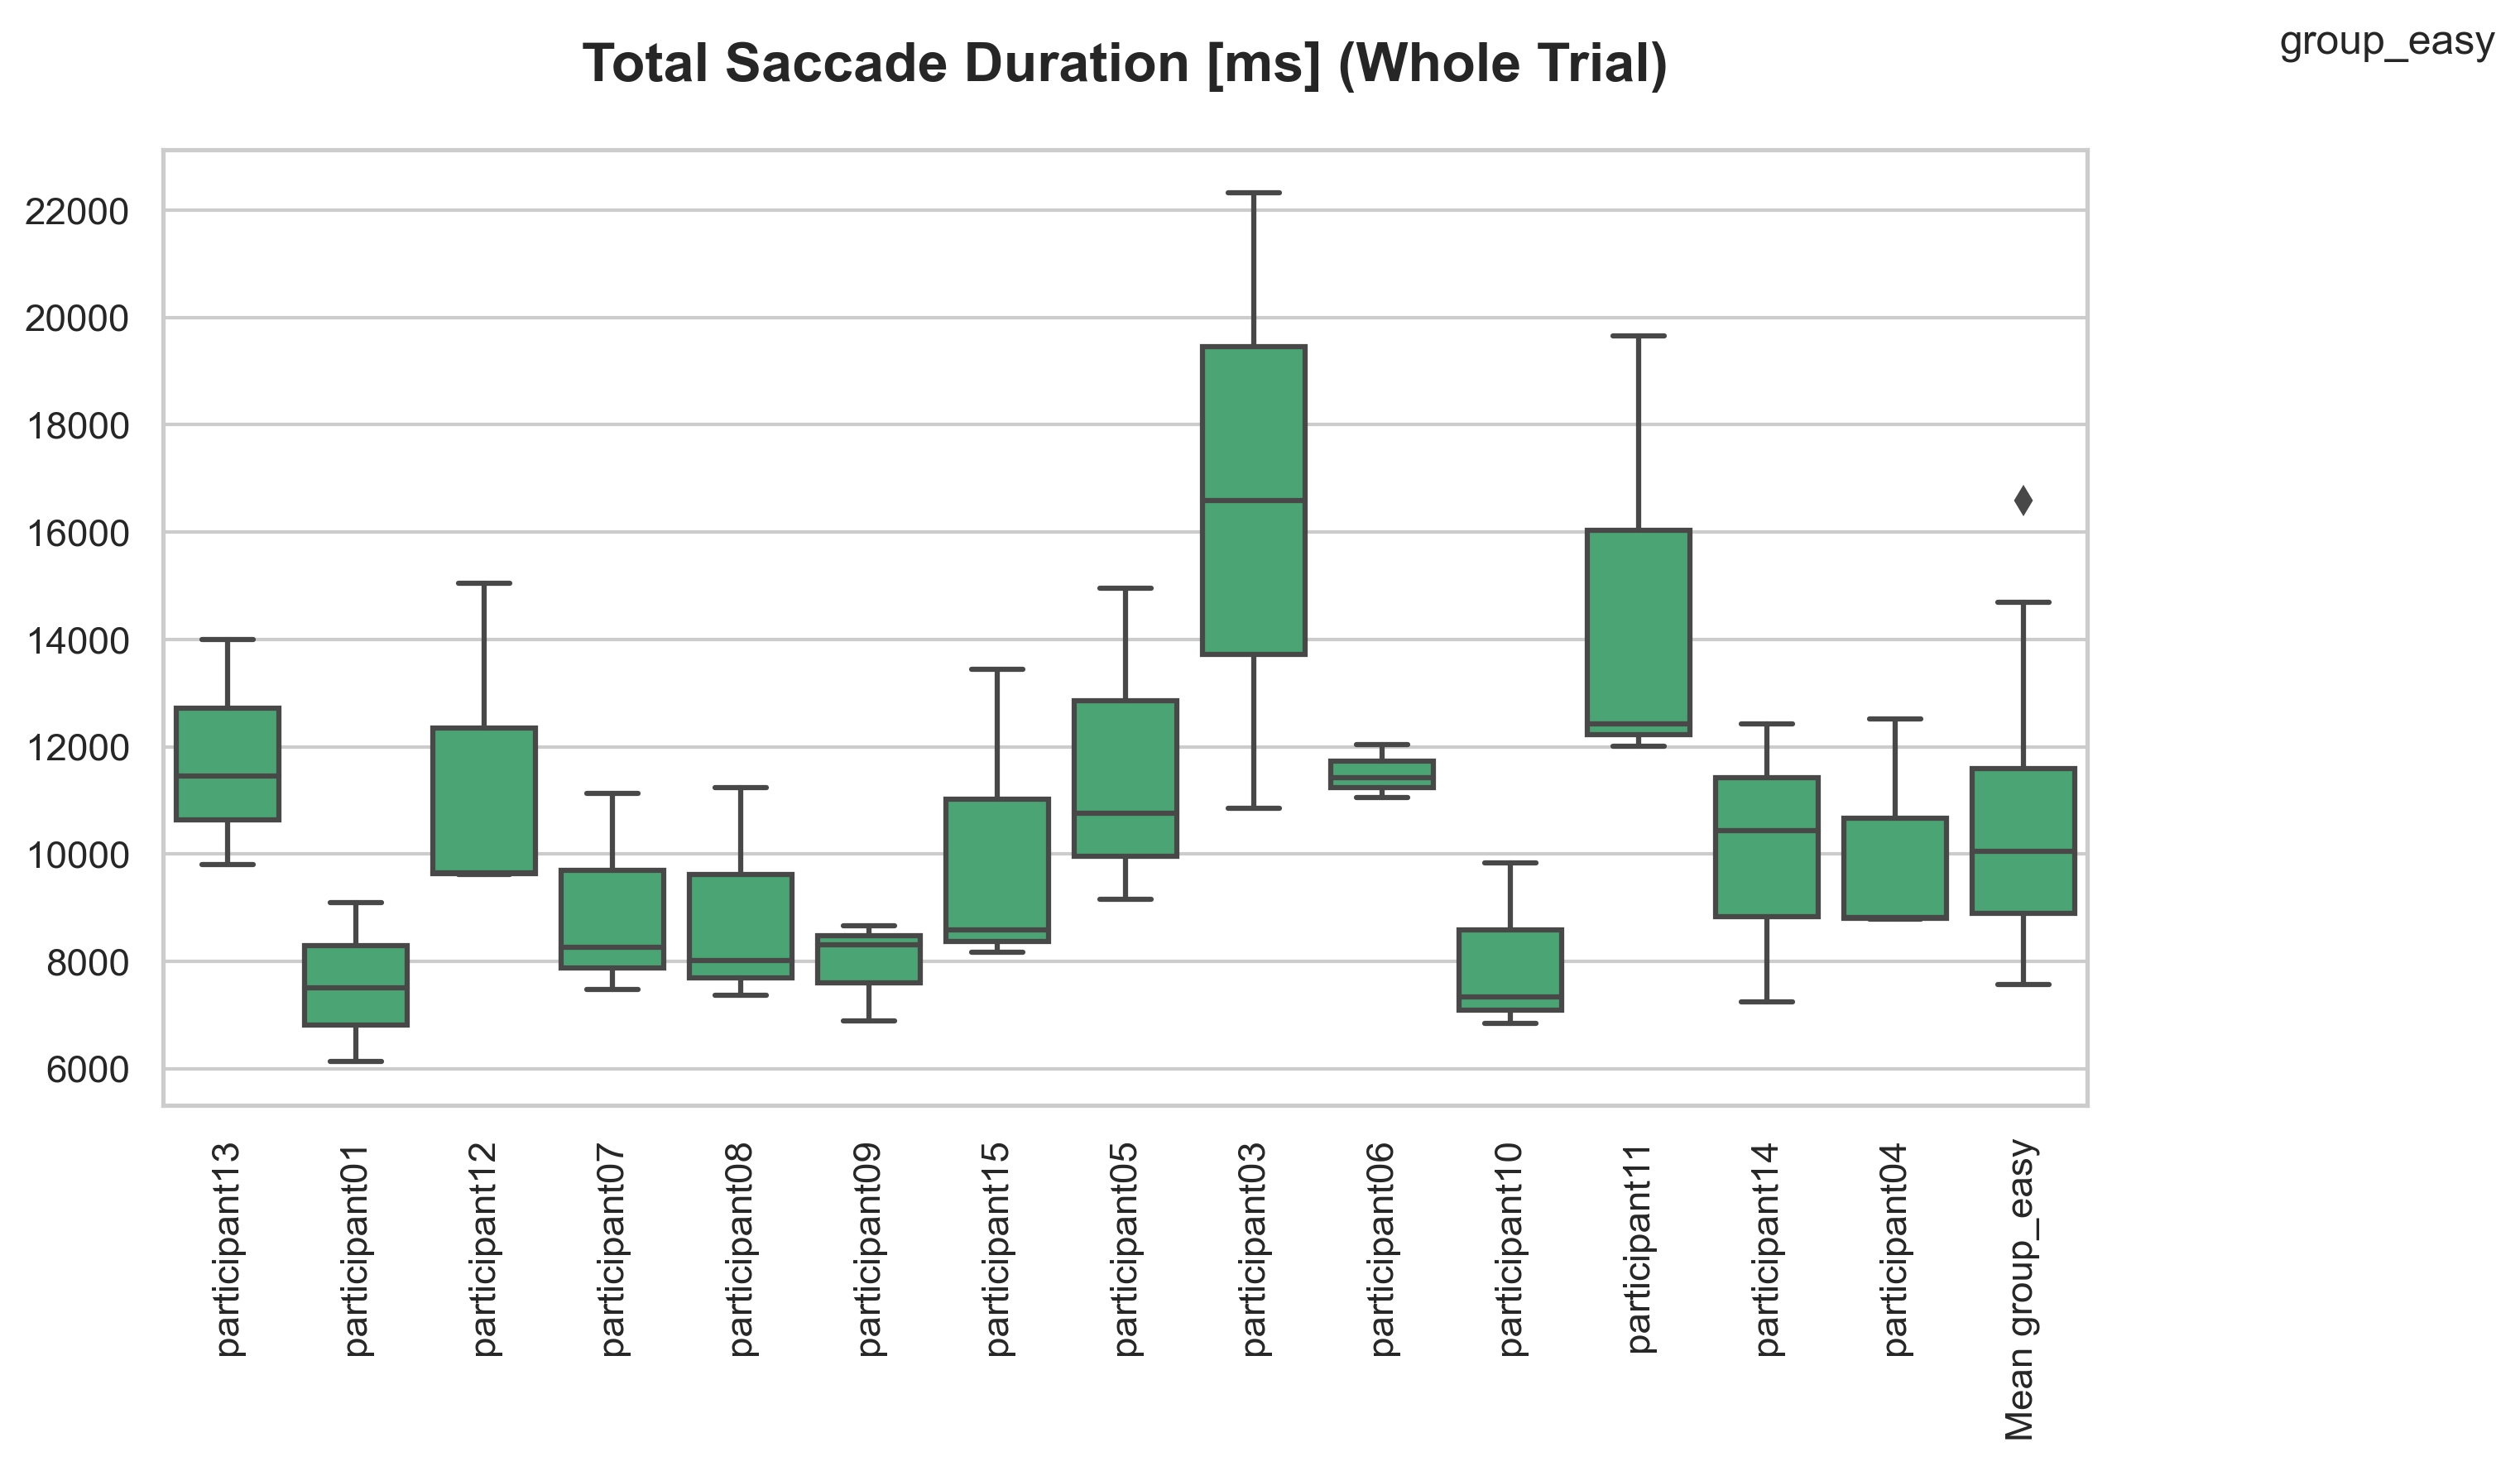 group_easy
Total Saccade Duration [ms] (Whole Trial)
22000
20000
18000
16000
14000
12000
10000
8000
6000
participant13
participant01
participant12
participant07
participant08
participant09
participant15
participant05
participant03
participant06
participant10
participant11
participant14
participant04
Mean group_easy